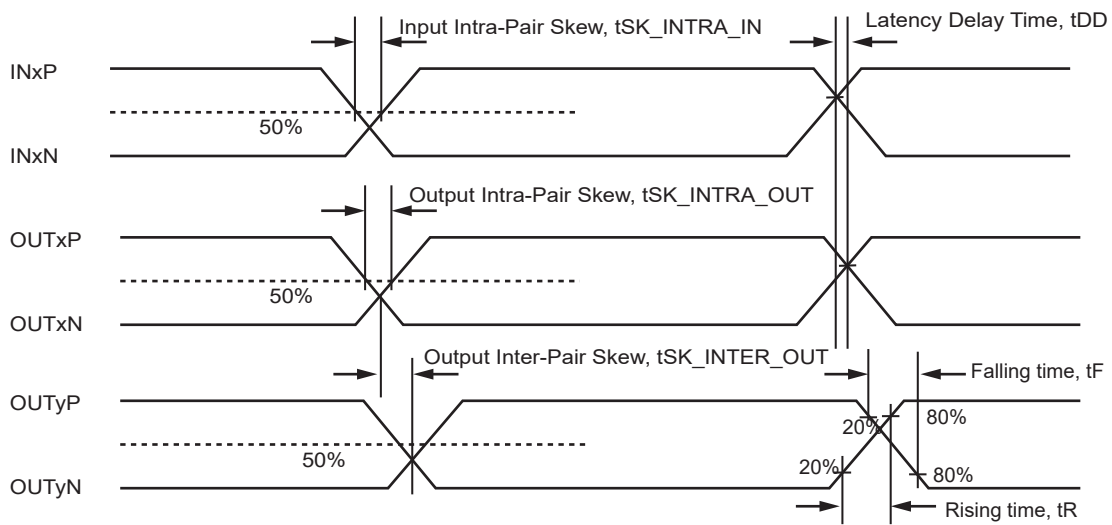 Input Intra-Pair Skew, tSK_INTRA_IN
Latency Delay Time, tDD
INxP
50%
INxN
Output Intra-Pair Skew, tSK_INTRA_OUT
OUTxP
50%
OUTxN
Output Inter-Pair Skew, tSK_INTER_OUT
Falling time, tF
OUTyP
20%
80%
50%
20%
80%
OUTyN
Rising time, tR